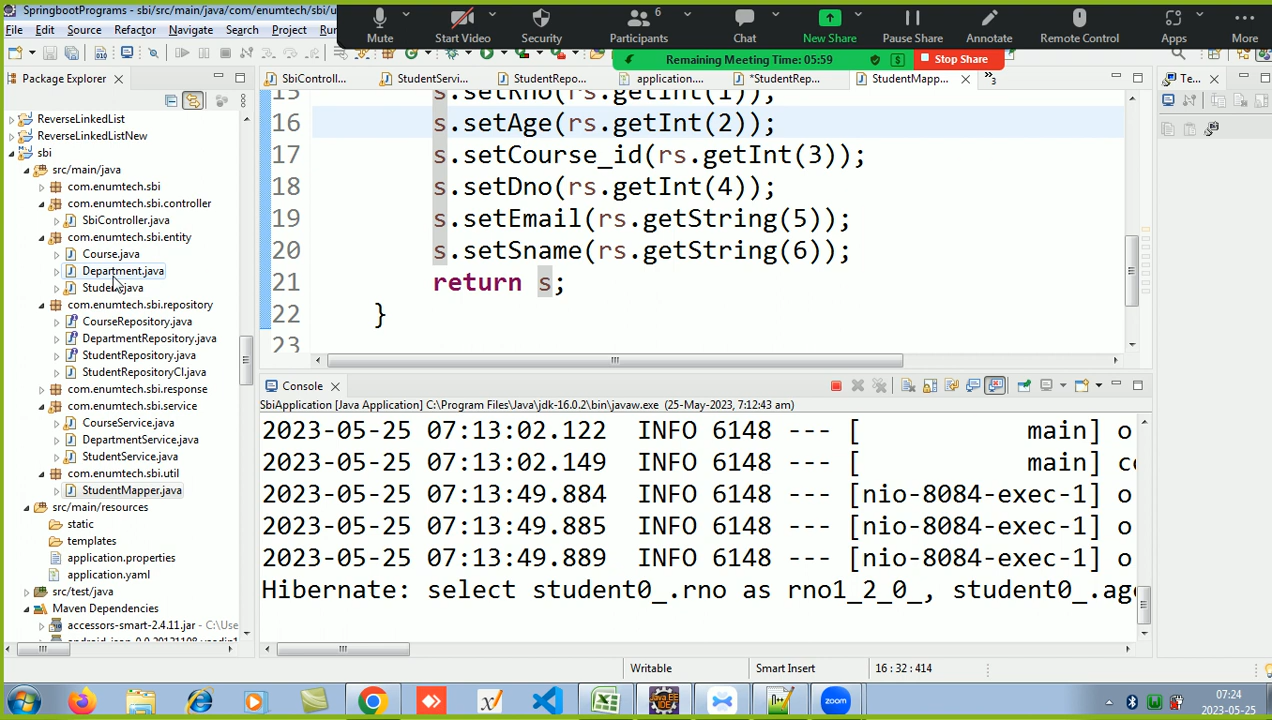 SpringbootPrograms - sbi/src/main/java/com/enumtech/sbi/u
File Edit Source Refactor Navigate Search Project Ru
Mute
Start Video
Security
6
Participants
Chat
New Share
Pause Share
Annotate
Remote Control
Apps
More
Remaining Meeting Time: 05:59
Stop Share
Package Explorer
SbiControll...
StudentServi...
StudentRepo...
application....
*StudentRep...
StudentMapp...
3
Te...
ReverseLinkedList
ReverseLinkedListNew
sbi
src/main/java
com.enumtech.sbi
com.enumtech.sbi.controller
SbiController.java
com.enumtech.sbi.entity
Course.java
Department.java
Student.java
com.enumtech.sbi.repository
CourseRepository.java
DepartmentRepository.java
StudentRepository.java
StudentRepositoryCI.java
com.enumtech.sbi.response
com.enumtech.sbi.service
CourseService.java
DepartmentService.java
StudentService.java
com.enumtech.sbi.util
StudentMapper.java
src/main/resources
static
templates
application.properties
application.yaml
src/test/java
Maven Dependencies
accessors-smart-2.4.11.jar - C:\Use
15 s.setRno(rs.getInt(1));
16 s.setAge(rs.getInt(2));
17 s.setCourse_id(rs.getInt(3));
18 s.setDno(rs.getInt(4));
19 s.setEmail(rs.getString(5));
20 s.setSname(rs.getString(6));
21 return s;
22 }
23
Console
SbiApplication [Java Application] C:\Program Files\Java\jdk-16.0.2\bin\javaw.exe (25-May-2023, 7:12:43 am)
2023-05-25 07:13:02.122 INFO 6148 --- [ main] o
2023-05-25 07:13:02.149 INFO 6148 --- [ main] co
2023-05-25 07:13:49.884 INFO 6148 --- [nio-8084-exec-1] o
2023-05-25 07:13:49.885 INFO 6148 --- [nio-8084-exec-1] o
2023-05-25 07:13:49.889 INFO 6148 --- [nio-8084-exec-1] o
Hibernate: select student0_.rno as rno1_2_0_, student0_.age
Writable
Smart Insert
16 : 32 : 414
zoom
07:24
2023-05-25